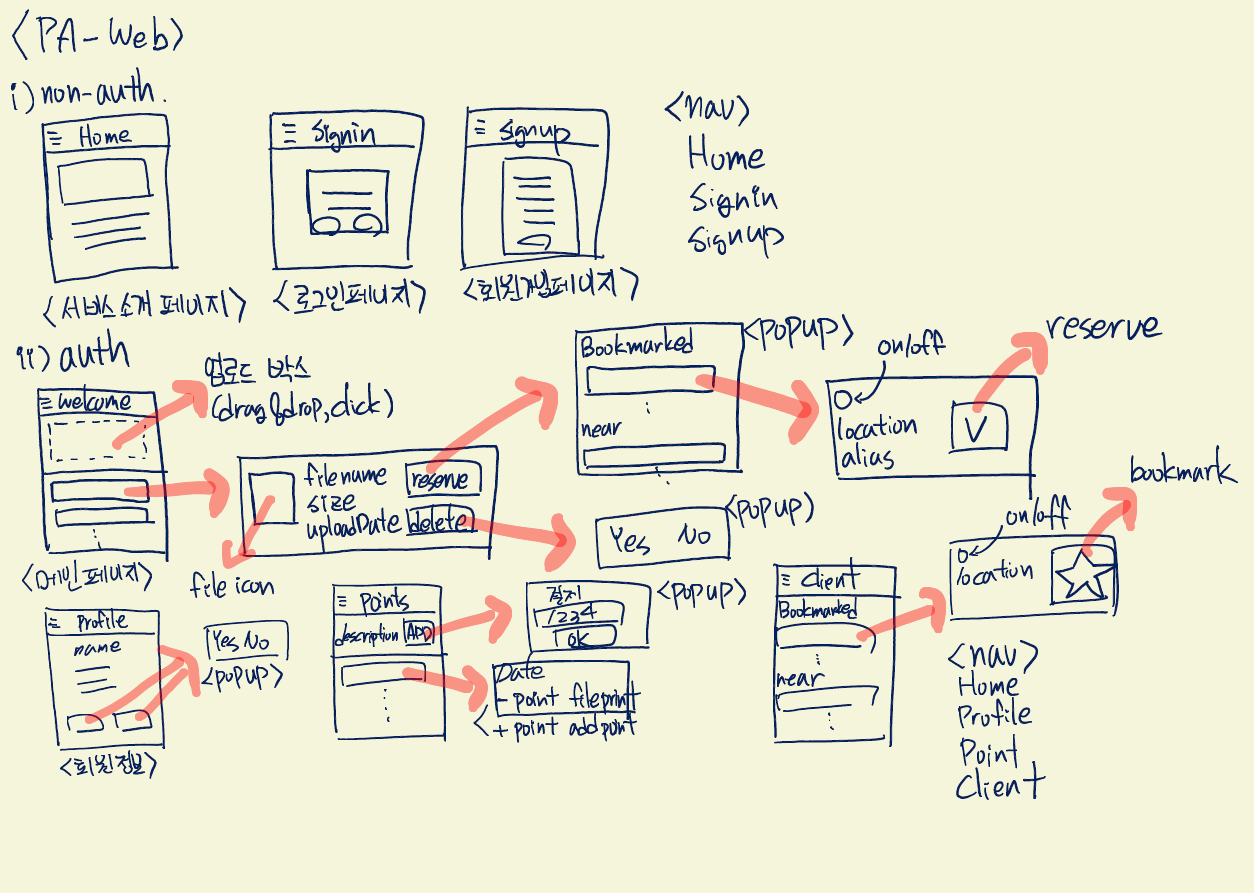 <PA-Web>
i) non-auth.
Home
Signin
Signup
<nav>
Home
Signin
Signup
<서비스 소개 페이지>
<로그인페이지>
<회원가입페이지>
ii) auth
welcome
업로드 박스
(drag&drop, click)
<메인페이지>
filename
size
uploadDate
reserve
delete
file icon
Bookmarked
near
<popup>
on/off
location
alias
V
reserve
Yes No
<popup>
on/off
location
bookmark
Profile
name
<회원정보>
Yes No
<popup>
Points
description ADD
결제
1234
OK
<popup>
Date
- point fileprint
< + point addpoint
Client
Bookmarked
near
<nav>
Home
Profile
Point
Client